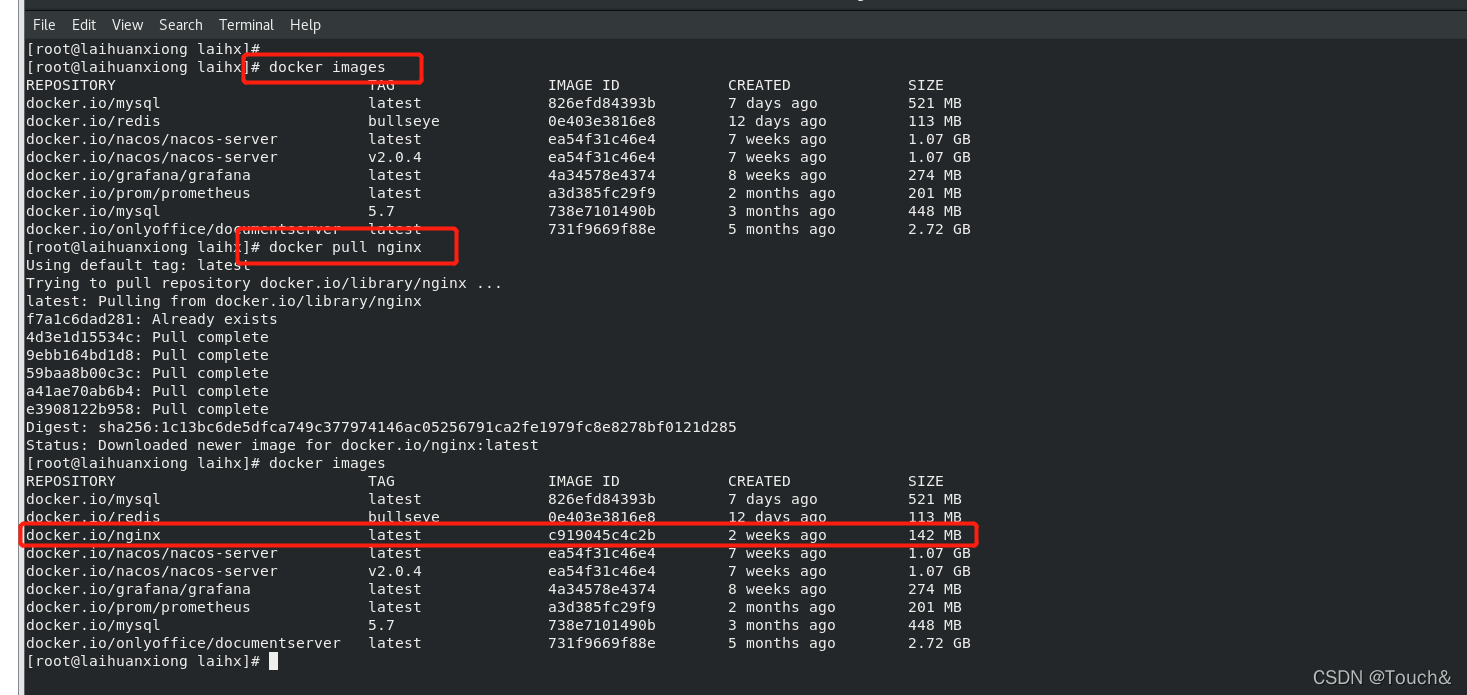 File Edit View Search Terminal Help
[root@laihuanxiong laihx]#
[root@laihuanxiong laihx]# docker images
REPOSITORY TAG IMAGE ID CREATED SIZE
docker.io/mysql latest 826efd84393b 7 days ago 521 MB
docker.io/redis bullseye 0e403e3816e8 12 days ago 113 MB
docker.io/nacos/nacos-server latest ea54f31c46e4 7 weeks ago 1.07 GB
docker.io/nacos/nacos-server v2.0.4 ea54f31c46e4 7 weeks ago 1.07 GB
docker.io/grafana/grafana latest 4a34578e4374 8 weeks ago 274 MB
docker.io/prom/prometheus latest a3d385fc29f9 2 months ago 201 MB
docker.io/mysql 5.7 738e7101490b 3 months ago 448 MB
docker.io/onlyoffice/documentserver latest 731f9669f88e 5 months ago 2.72 GB
[root@laihuanxiong laihx]# docker pull nginx
Using default tag: latest
Trying to pull repository docker.io/library/nginx ...
latest: Pulling from docker.io/library/nginx
f7a1c6dad281: Already exists
4d3e1d15534c: Pull complete
9ebb164bd1d8: Pull complete
59baa8b00c3c: Pull complete
a41ae70ab6b4: Pull complete
e3908122b958: Pull complete
Digest: sha256:1c13bc6de5dfca749c377974146ac05256791ca2fe1979fc8e8278bf0121d285
Status: Downloaded newer image for docker.io/nginx:latest
[root@laihuanxiong laihx]# docker images
REPOSITORY TAG IMAGE ID CREATED SIZE
docker.io/mysql latest 826efd84393b 7 days ago 521 MB
docker.io/redis bullseye 0e403e3816e8 12 days ago 113 MB
docker.io/nginx latest c919045c4c2b 2 weeks ago 142 MB
docker.io/nacos/nacos-server latest ea54f31c46e4 7 weeks ago 1.07 GB
docker.io/nacos/nacos-server v2.0.4 ea54f31c46e4 7 weeks ago 1.07 GB
docker.io/grafana/grafana latest 4a34578e4374 8 weeks ago 274 MB
docker.io/prom/prometheus latest a3d385fc29f9 2 months ago 201 MB
docker.io/mysql 5.7 738e7101490b 3 months ago 448 MB
docker.io/onlyoffice/documentserver latest 731f9669f88e 5 months ago 2.72 GB
[root@laihuanxiong laihx]#
CSDN @Touch&